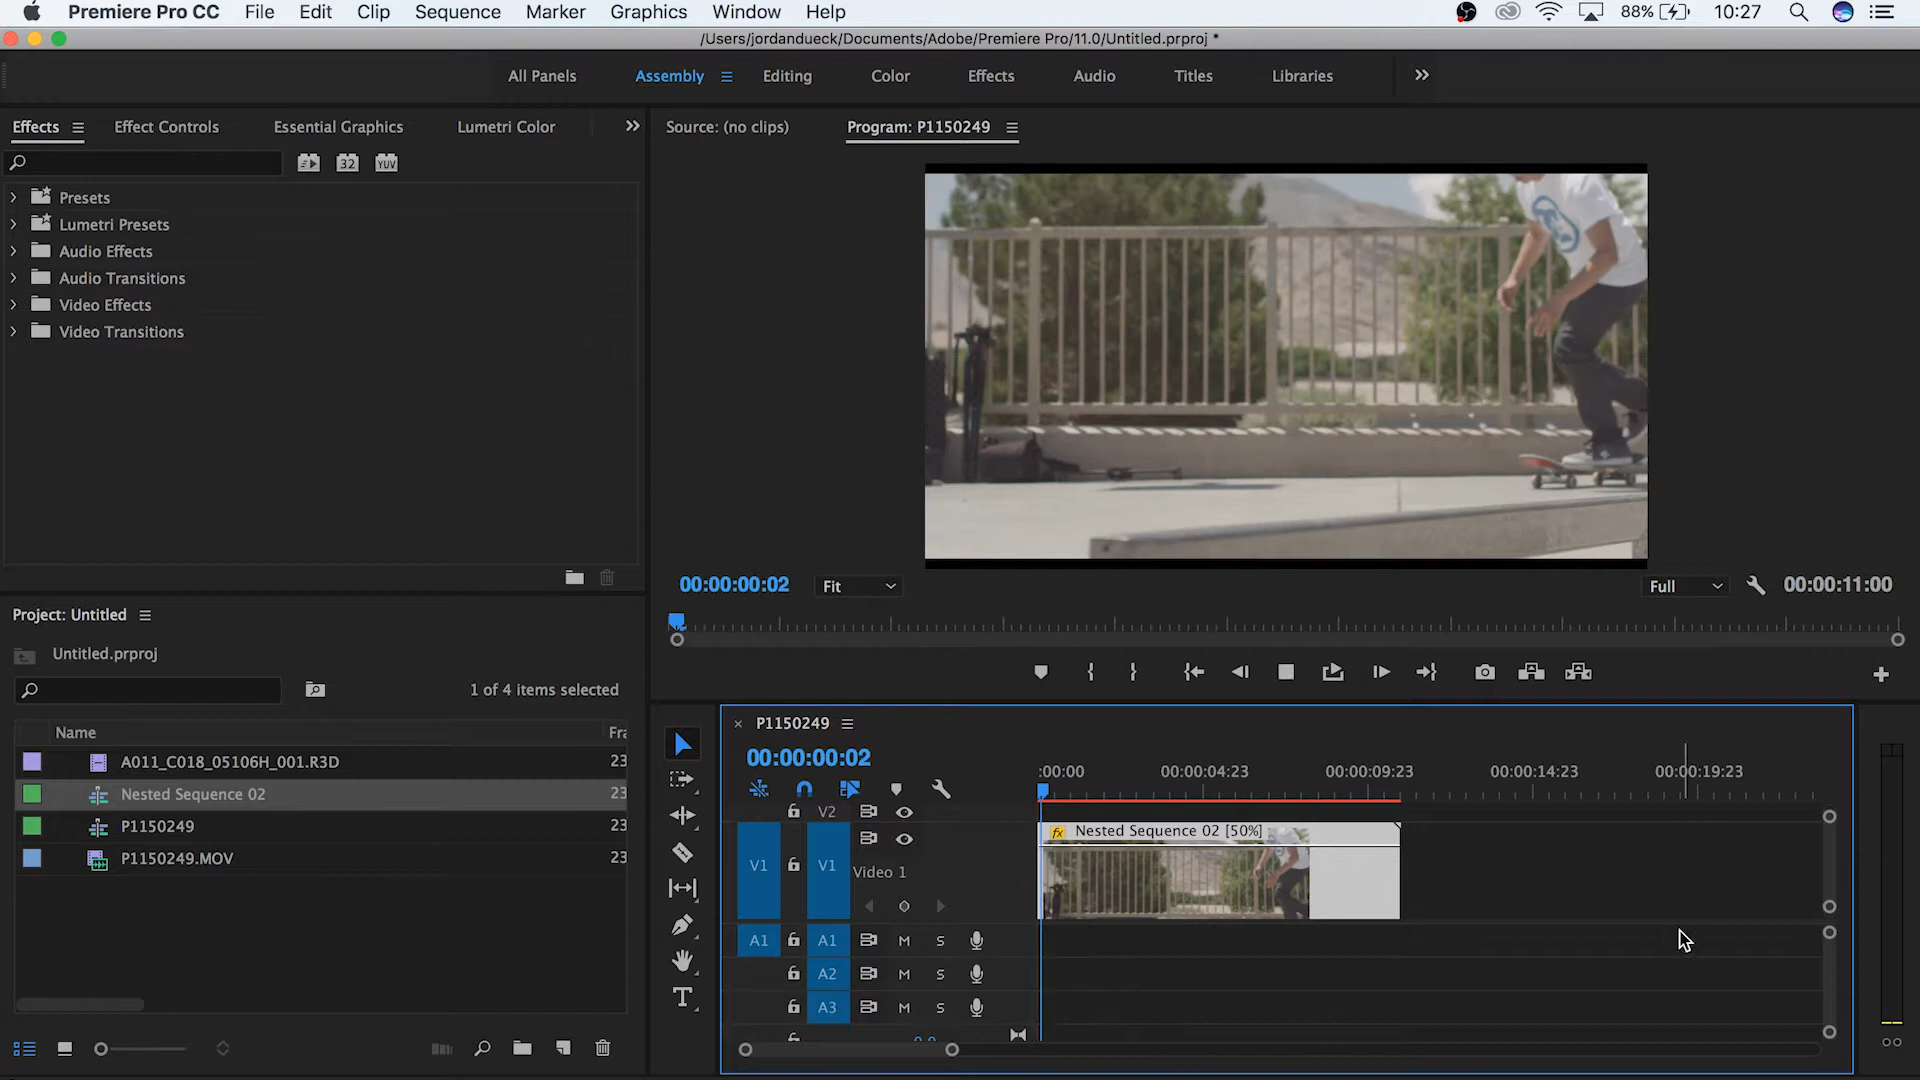 Premiere Pro CC File Edit Clip Sequence Marker Graphics Window Help 88% 10:27
/Users/jordandueck/Documents/Adobe/Premiere Pro/11.0/Untitled.prproj *
All Panels Assembly Editing Color Effects Audio Titles Libraries
Effects Effect Controls Essential Graphics Lumetri Color
Source: (no clips) Program: P1150249
32 YUV
Presets
Lumetri Presets
Audio Effects
Audio Transitions
Video Effects
Video Transitions
00:00:00:02 Fit Full 00:00:11:00
Project: Untitled
Untitled.prproj
1 of 4 items selected
Name Fra
A011_C018_05106H_001.R3D 23
Nested Sequence 02 23
P1150249 23
P1150249.MOV 23
P1150249
00:00:00:02
:00:00 00:00:04:23 00:00:09:23 00:00:14:23 00:00:19:23
V2
fx Nested Sequence 02 [50%]
V1 V1 Video 1
A1 A1 M S
A2 M S
A3 M S
T